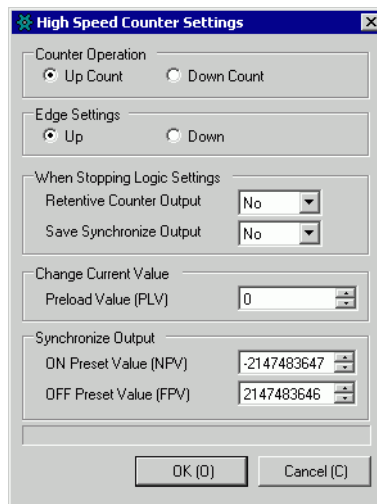 High Speed Counter Settings
Counter Operation
Up Count Down Count
Edge Settings
Up Down
When Stopping Logic Settings
Retentive Counter Output No
Save Synchronize Output No
Change Current Value
Preload Value (PLV) 0
Synchronize Output
ON Preset Value (NPV) -2147483647
OFF Preset Value (FPV) 2147483646
OK (O) Cancel (C)